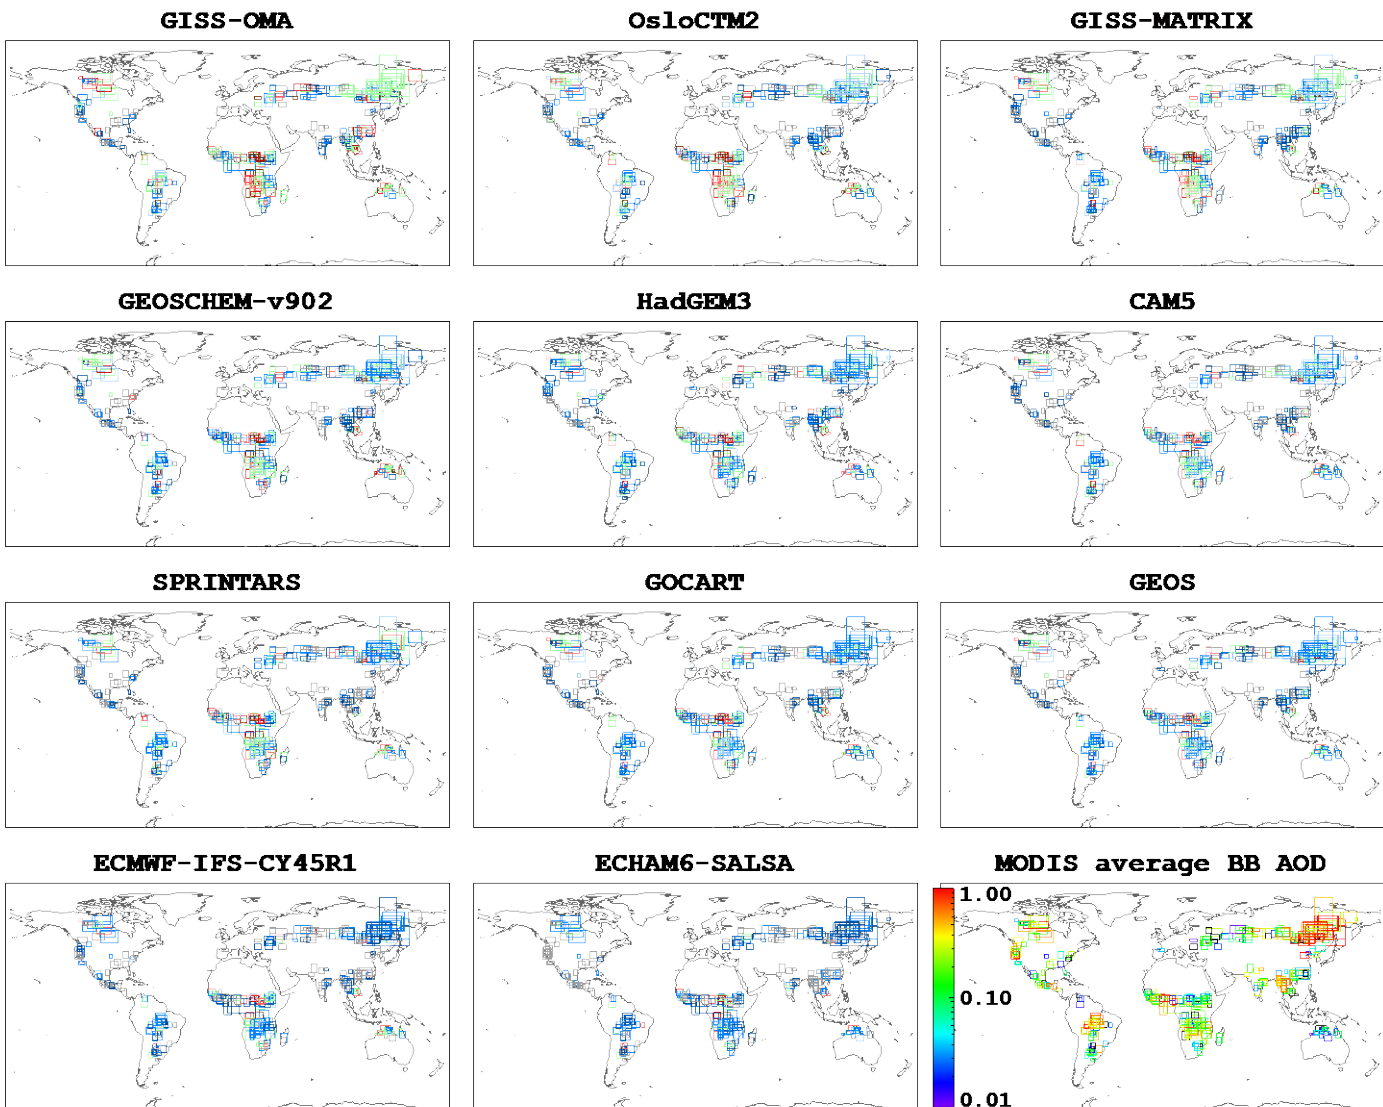 GISS-OMA
OsloCTM2
GISS-MATRIX
GEOSCHEM-v902
HadGEM3
CAM5
SPRINTARS
GOCART
GEOS
ECMWF-IFS-CY45R1
ECHAM6-SALSA
MODIS average BB AOD
1.00
0.10
0.01